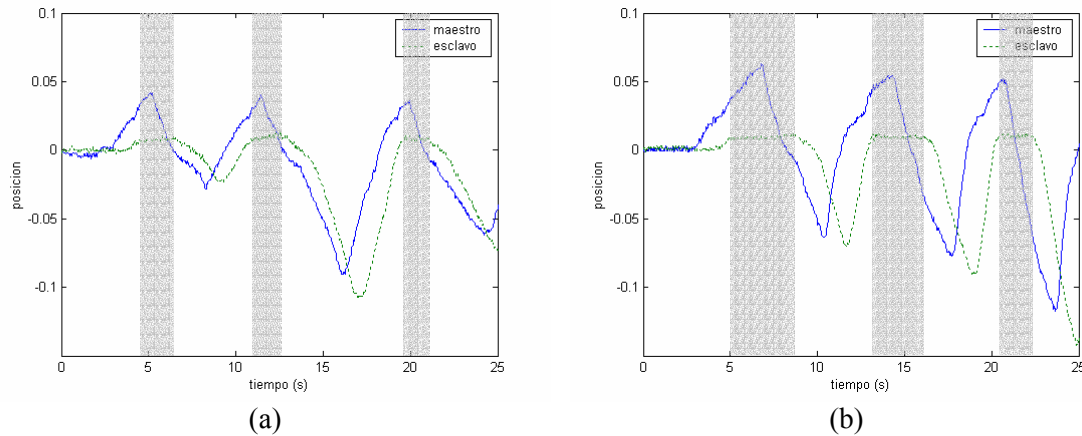 0.1
0.05
0
-0.05
-0.1
posicion
0 5 10 15 20 25
tiempo (s)
maestro
esclavo
(a)
0.1
0.05
0
-0.05
-0.1
posicion
0 5 10 15 20 25
tiempo (s)
maestro
esclavo
(b)